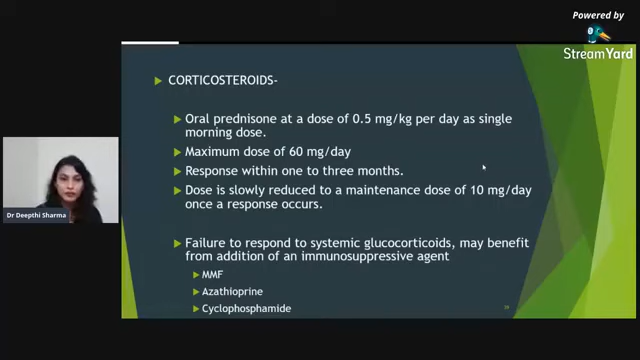 Powered by
StreamYard
CORTICOSTEROIDS-
Oral prednisone at a dose of 0.5 mg/kg per day as single
morning dose.
Maximum dose of 60 mg/day
Response within one to three months.
Dose is slowly reduced to a maintenance dose of 10 mg/day
once a response occurs.
Failure to respond to systemic glucocorticoids, may benefit
from addition of an immunosuppressive agent
MMF
Azathioprine
Cyclophosphamide
Dr Deepthi Sharma